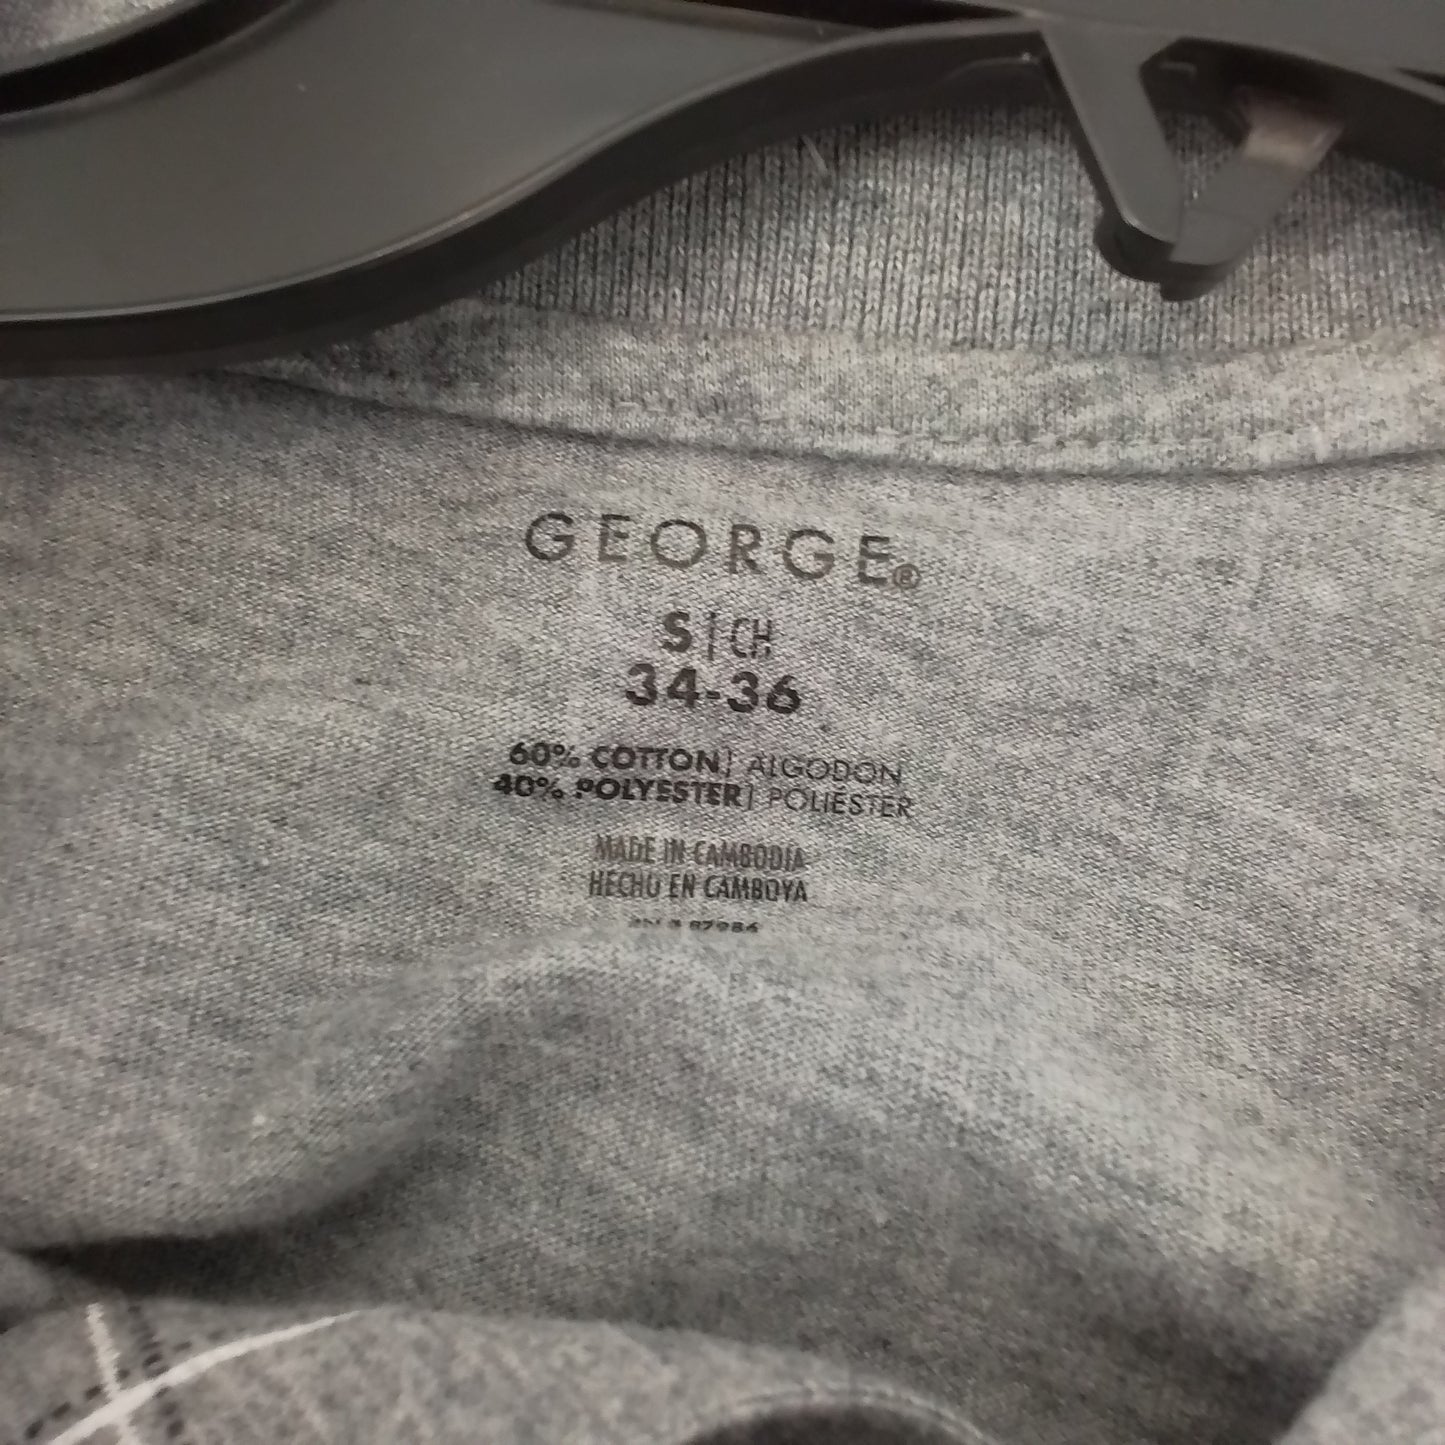 GEORGE®
S | CH
34-36
60% COTTON | ALGODON
40% POLYESTER | POLIÉSTER
MADE IN CAMBODIA
HECHO EN CAMBOYA